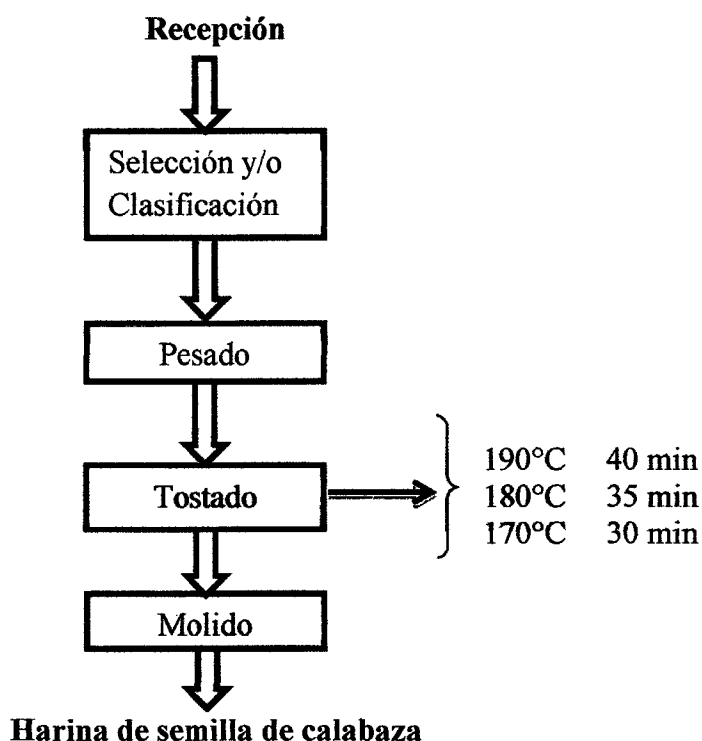 Recepción
Selección y/o
Clasificación
Pesado
Tostado
190°C 40 min
180°C 35 min
170°C 30 min
Molido
Harina de semilla de calabaza